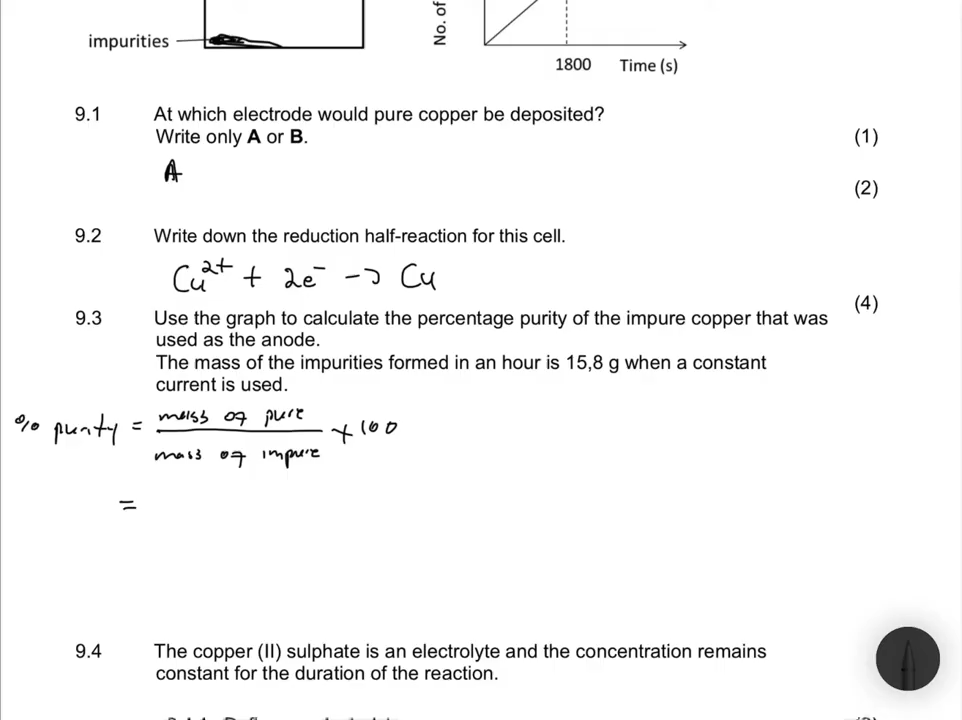 No. of
impurities
1800 Time (s)
9.1 At which electrode would pure copper be deposited?
Write only A or B. (1)
A
(2)
9.2 Write down the reduction half-reaction for this cell.
Cu²⁺ + 2e⁻ → Cu
(4)
9.3 Use the graph to calculate the percentage purity of the impure copper that was
used as the anode.
The mass of the impurities formed in an hour is 15,8 g when a constant
current is used.
% purity = mass of pure / mass of impure × 100
=
9.4 The copper (II) sulphate is an electrolyte and the concentration remains
constant for the duration of the reaction.